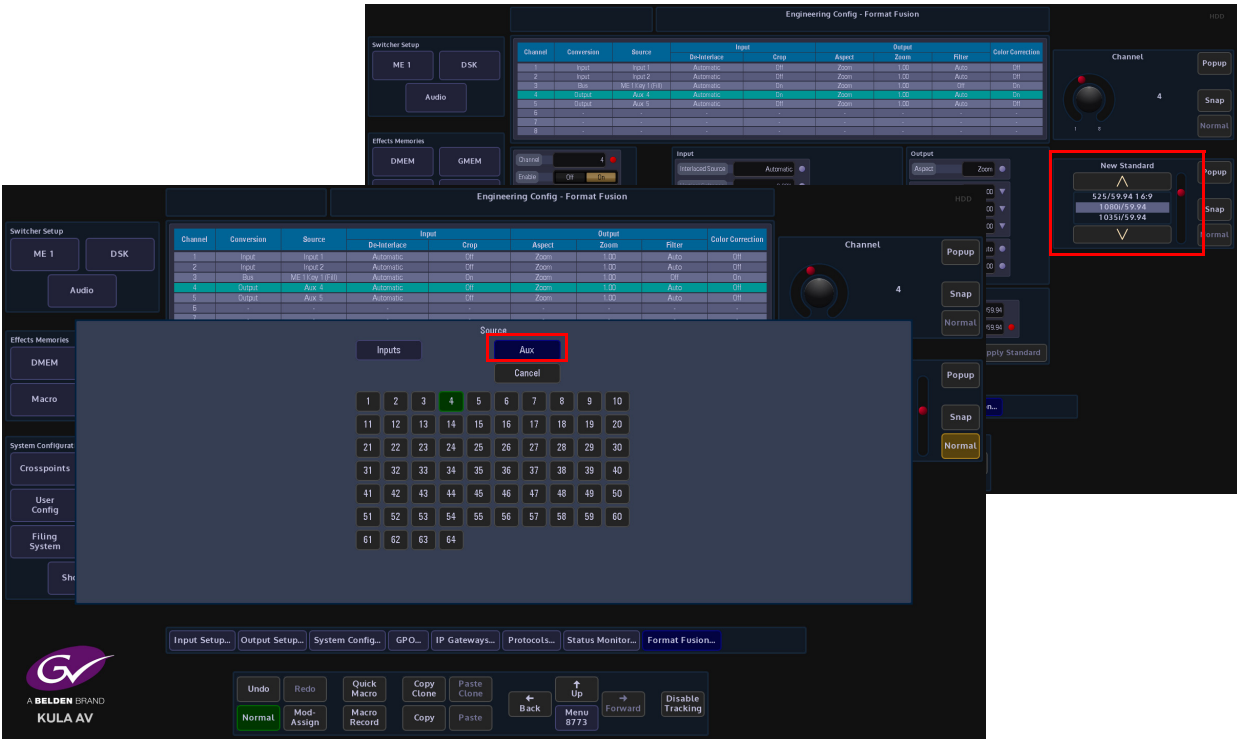 Engineering Config - Format Fusion
HDD
Switcher Setup
ME 1
DSK
Audio
Effects Memories
DMEM
GMEM
Channel Conversion Source Input Output Color Correction
De-Interlace Crop Aspect Zoom Filter
1 Input Input 1 Automatic Off Zoom 1.00 Auto Off
2 Input Input 2 Automatic Off Zoom 1.00 Auto Off
3 Bus ME 1 Key 1 (Fill) Automatic On Zoom 1.00 Off On
4 Output Aux 4 Automatic On Zoom 1.00 Auto On
5 Output Aux 5 Automatic Off Zoom 1.00 Auto Off
6 - - - - - - - -
7 - - - - - - - -
8 - - - - - - - -
Channel
4
1 8
Popup
Snap
Normal
Channel 4
Enable Off On
Input
Interlaced Source Automatic
Output
Aspect Zoom
New Standard
525/59.94 16:9
1080i/59.94
1035i/59.94
Popup
Snap
Normal
Engineering Config - Format Fusion
HDD
Switcher Setup
ME 1
DSK
Audio
Effects Memories
DMEM
Macro
System Configurat
Crosspoints
User
Config
Filing
System
Channel Conversion Source Input Output Color Correction
De-Interlace Crop Aspect Zoom Filter
1 Input Input 1 Automatic Off Zoom 1.00 Auto Off
2 Input Input 2 Automatic Off Zoom 1.00 Auto Off
3 Bus ME 1 Key 1 (Fill) Automatic On Zoom 1.00 Off On
4 Output Aux 4 Automatic Off Zoom 1.00 Auto Off
5 Output Aux 5 Automatic Off Zoom 1.00 Auto Off
6 - - - - - - - -
Channel
4
Popup
Snap
Normal
Popup
Snap
Normal
Source
Inputs
Aux
Cancel
1 2 3 4 5 6 7 8 9 10
11 12 13 14 15 16 17 18 19 20
21 22 23 24 25 26 27 28 29 30
31 32 33 34 35 36 37 38 39 40
41 42 43 44 45 46 47 48 49 50
51 52 53 54 55 56 57 58 59 60
61 62 63 64
Input Setup... Output Setup... System Config... GPO... IP Gateways... Protocols... Status Monitor... Format Fusion...
GV
A BELDEN BRAND
KULA AV
Undo
Redo
Quick
Macro
Copy
Clone
Paste
Clone
Normal
Mod-
Assign
Macro
Record
Copy
Paste
Back
Up
Menu
8773
Forward
Disable
Tracking